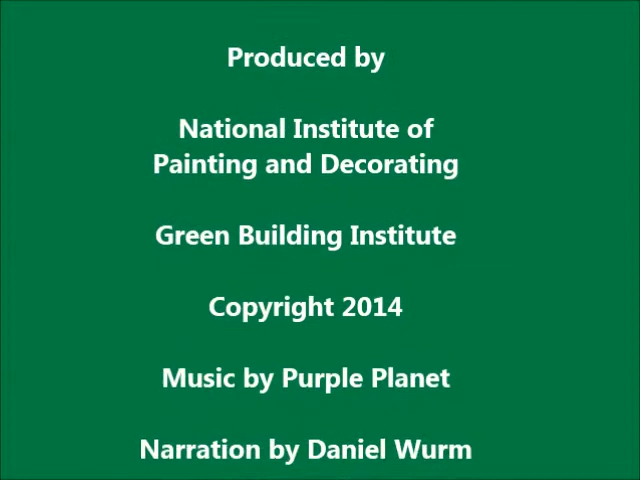 Produced by
National Institute of
Painting and Decorating
Green Building Institute
Copyright 2014
Music by Purple Planet
Narration by Daniel Wurm